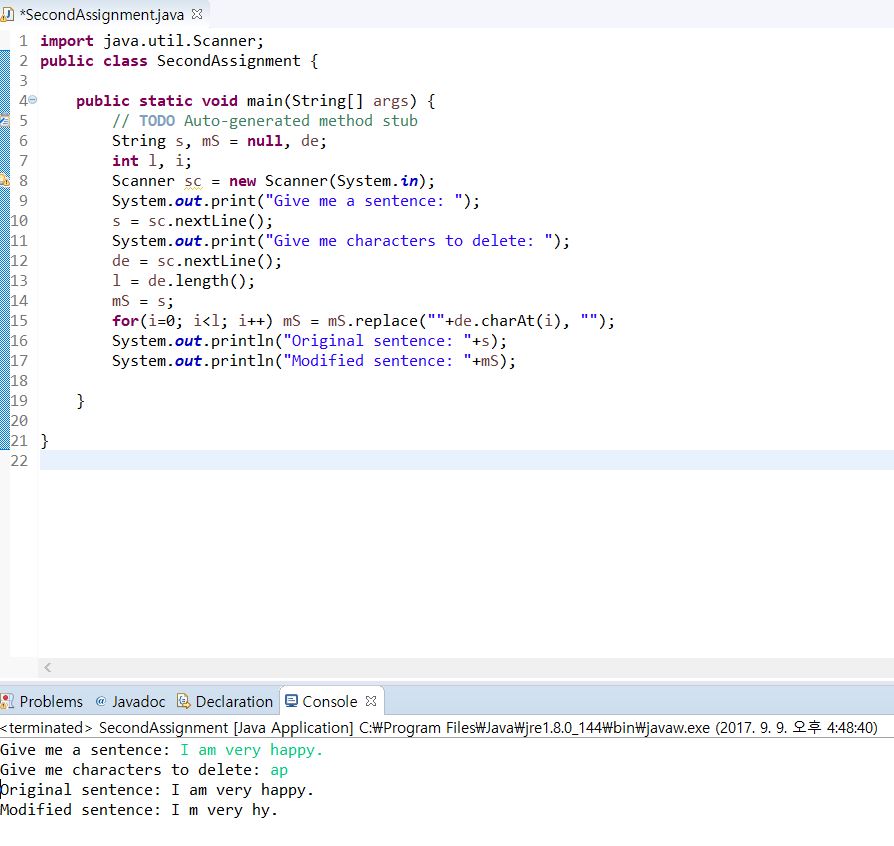 *SecondAssignment.java
1 import java.util.Scanner;
2 public class SecondAssignment {
3
4     public static void main(String[] args) {
5         // TODO Auto-generated method stub
6         String s, mS = null, de;
7         int l, i;
8         Scanner sc = new Scanner(System.in);
9         System.out.print("Give me a sentence: ");
10         s = sc.nextLine();
11         System.out.print("Give me characters to delete: ");
12         de = sc.nextLine();
13         l = de.length();
14         mS = s;
15         for(i=0; i<l; i++) mS = mS.replace(""+de.charAt(i), "");
16         System.out.println("Original sentence: "+s);
17         System.out.println("Modified sentence: "+mS);
18
19     }
20
21 }
22
Problems @ Javadoc Declaration Console
<terminated> SecondAssignment [Java Application] C:₩Program Files₩Java₩jre1.8.0_144₩bin₩javaw.exe (2017. 9. 9. 오후 4:48:40)
Give me a sentence: I am very happy.
Give me characters to delete: ap
Original sentence: I am very happy.
Modified sentence: I m very hy.